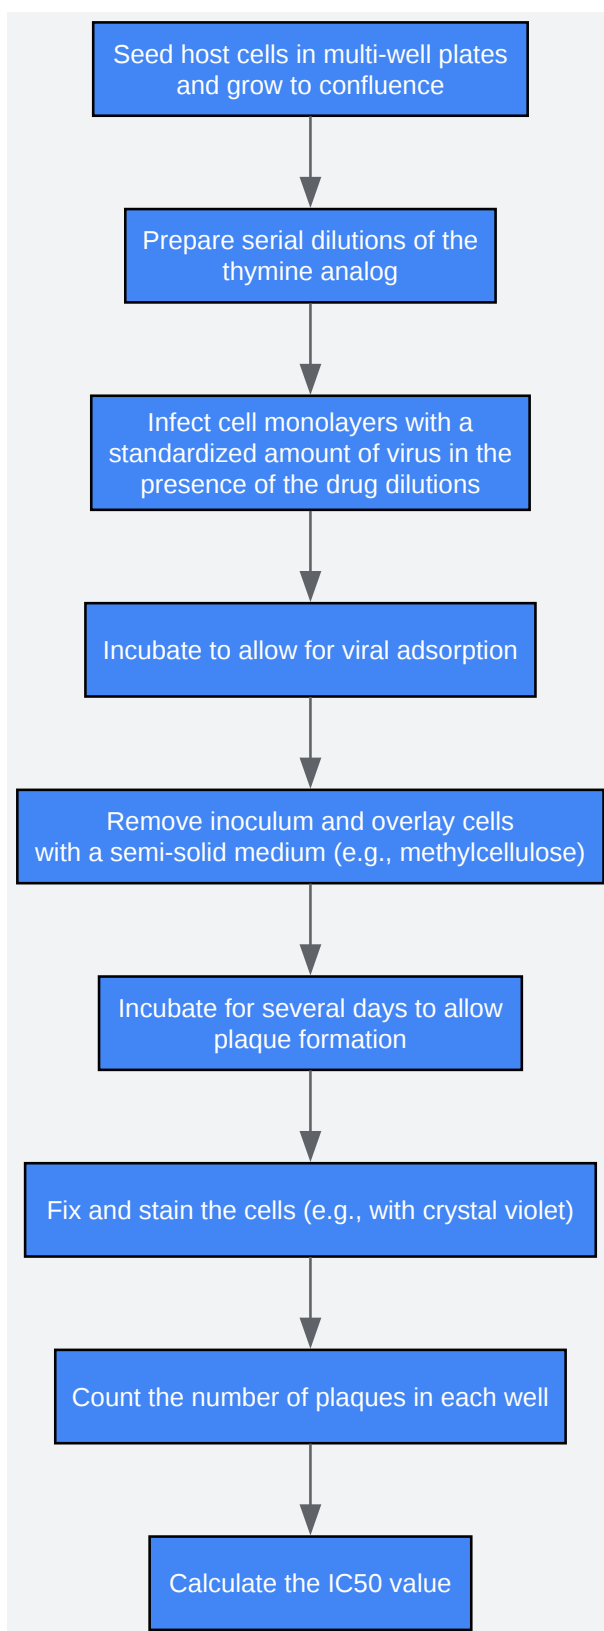 Seed host cells in multi-well plates
and grow to confluence
Prepare serial dilutions of the
thymine analog
Infect cell monolayers with a
standardized amount of virus in the
presence of the drug dilutions
Incubate to allow for viral adsorption
Remove inoculum and overlay cells
with a semi-solid medium (e.g., methylcellulose)
Incubate for several days to allow
plaque formation
Fix and stain the cells (e.g., with crystal violet)
Count the number of plaques in each well
Calculate the IC50 value